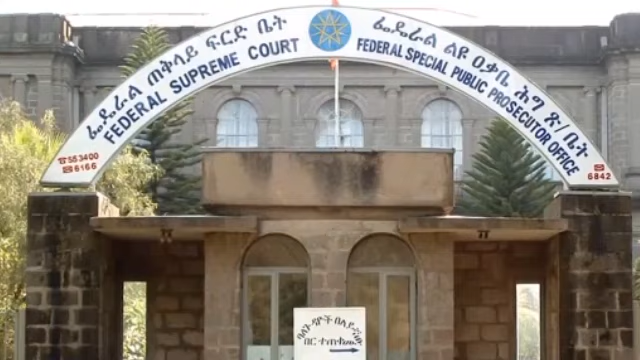 ፌዴራል ጠቅላይ ፍርድ ቤት
FEDERAL SUPREME COURT
☎553400
✉6166
ፌዴራል ልዩ ዐቃቤ ሕግ ጽ/ቤት
FEDERAL SPECIAL PUBLIC PROSECUTOR OFFICE
✉6842